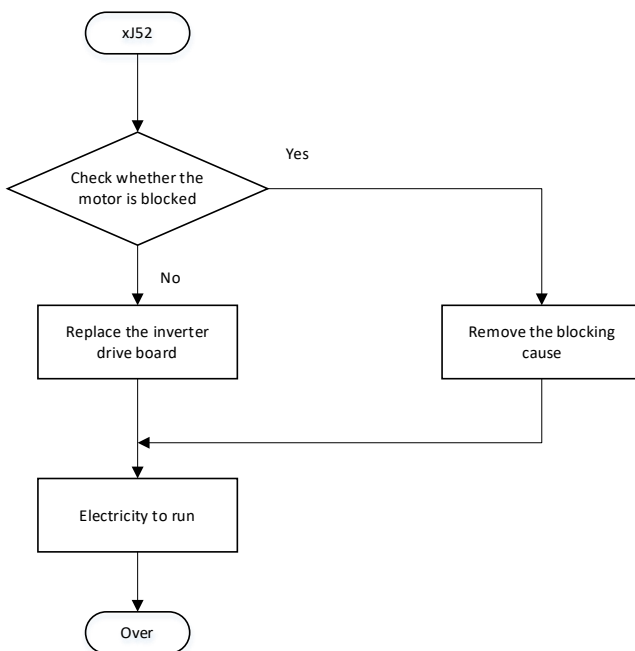 xJ52
Yes
Check whether the
motor is blocked
No
Replace the inverter
drive board
Remove the blocking
cause
Electricity to run
Over